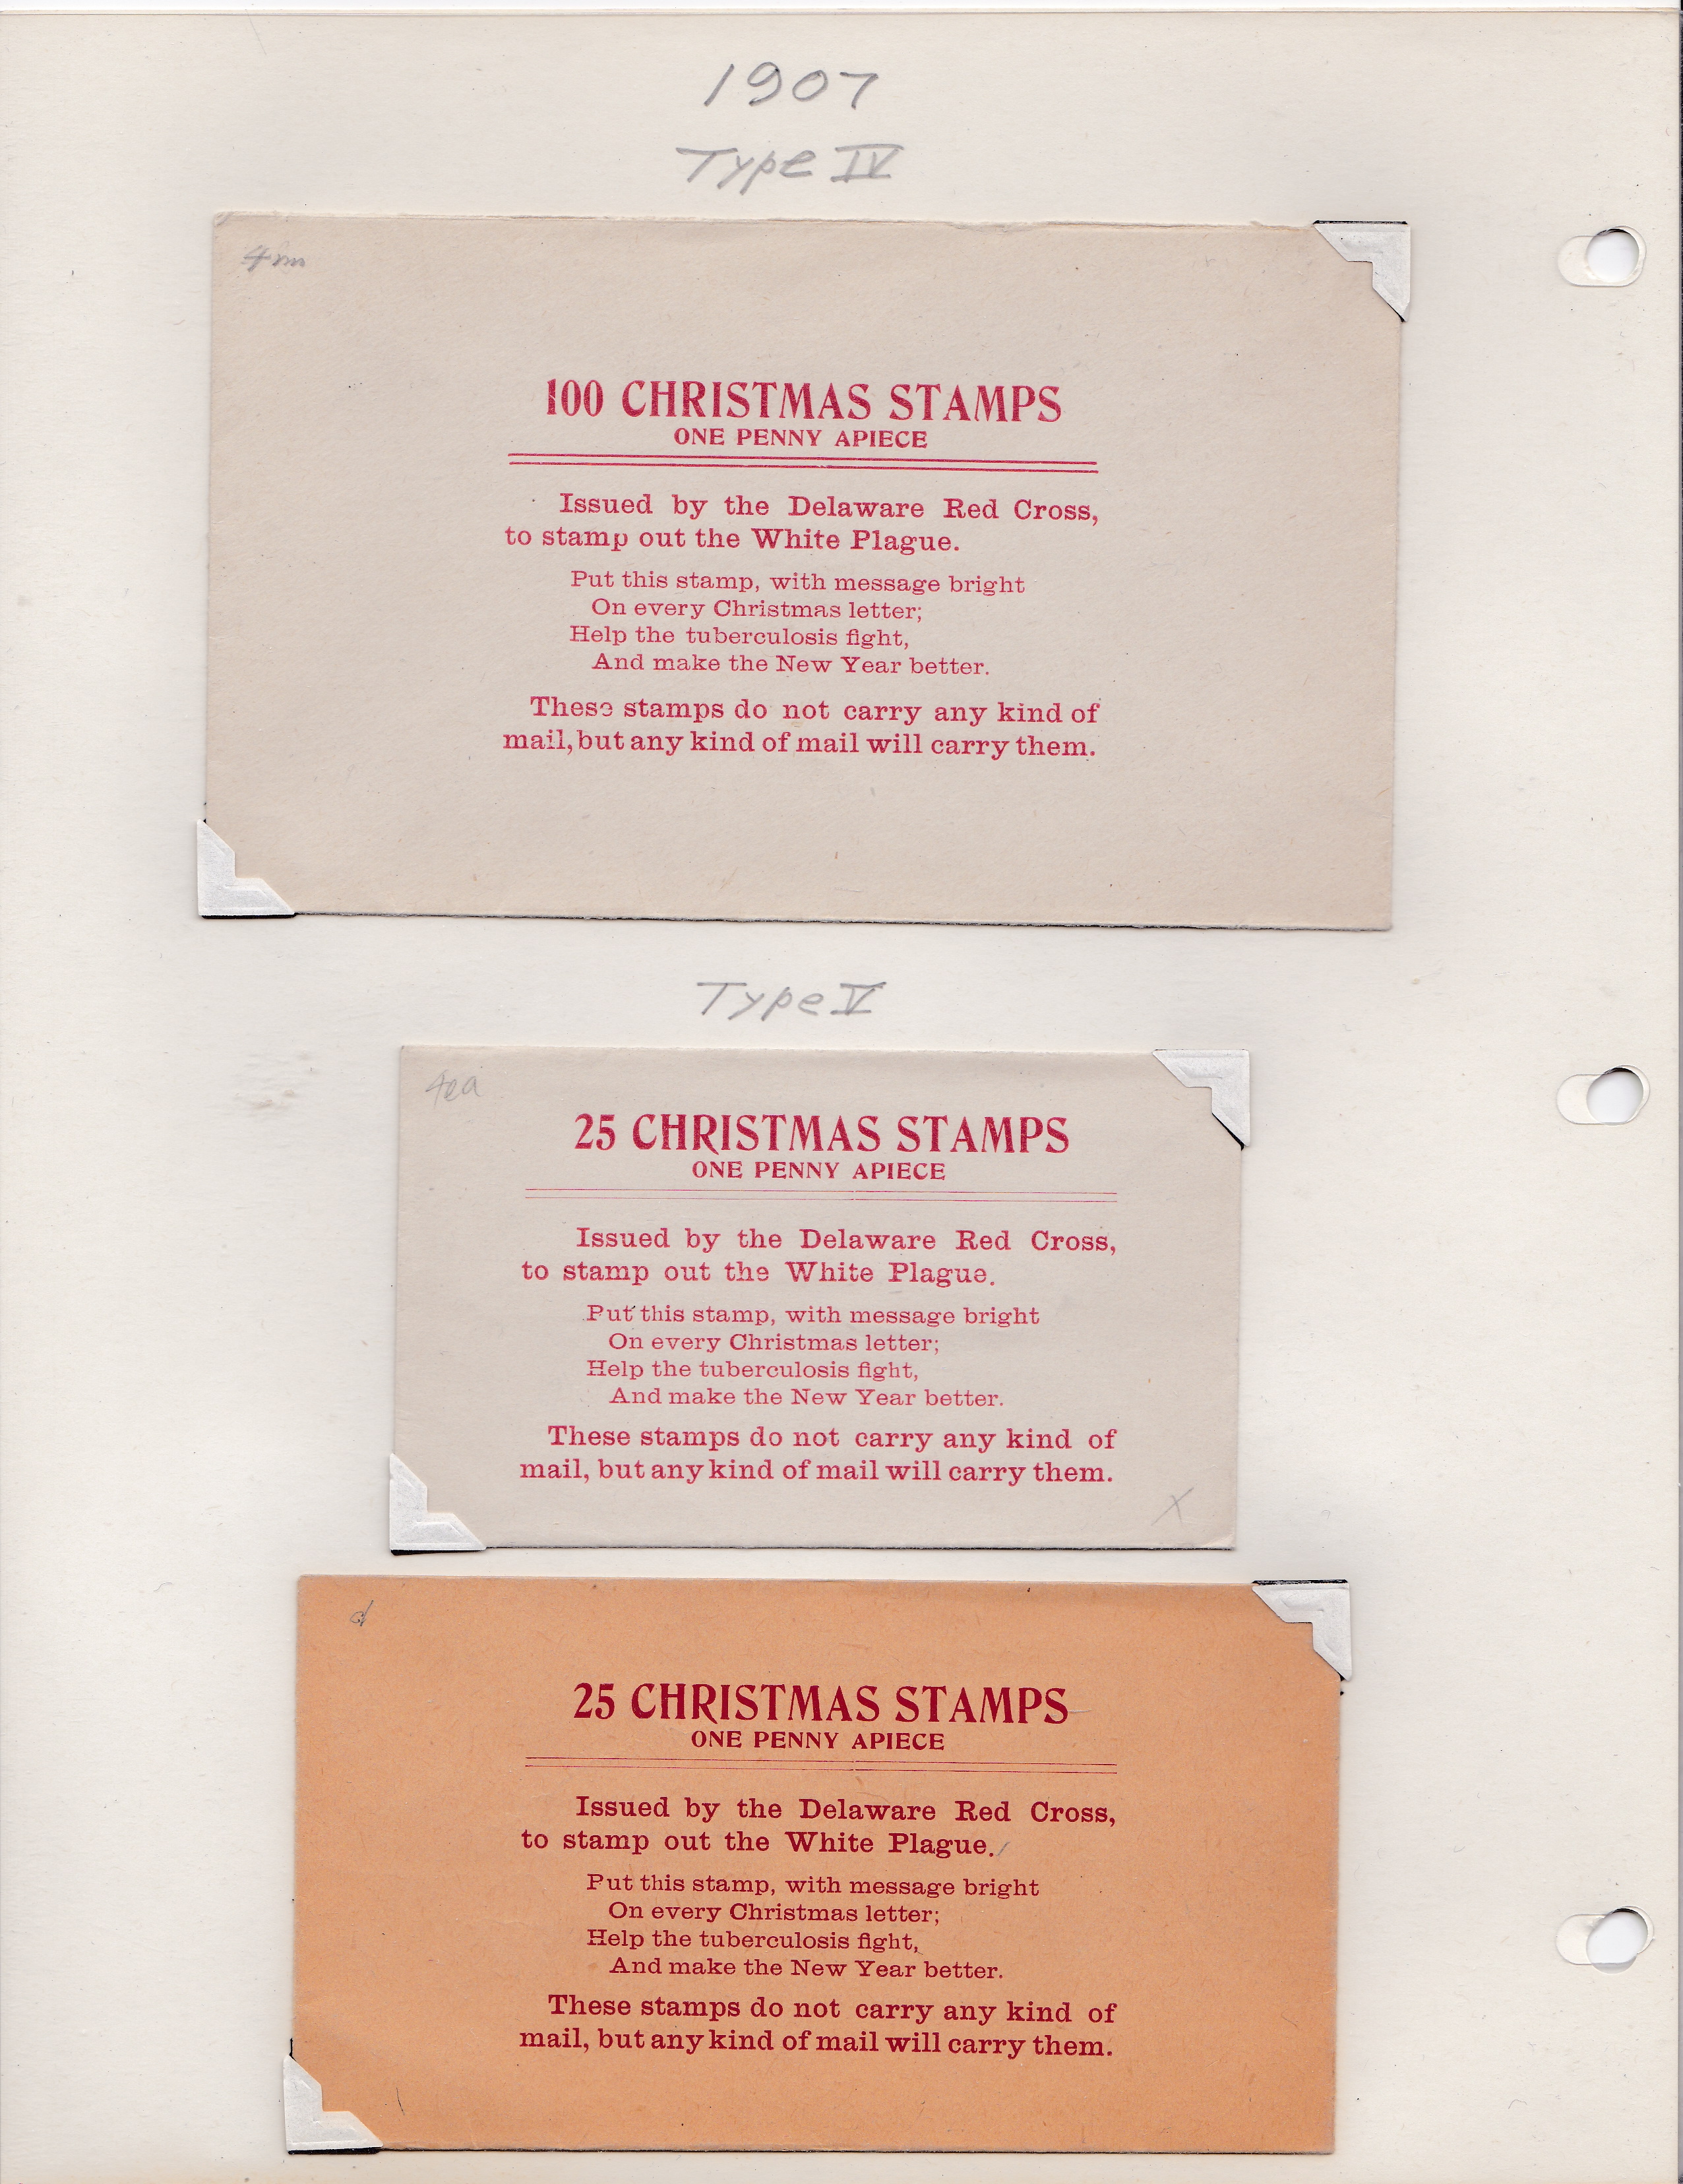 1907
Type IV
4
100 CHRISTMAS STAMPS
ONE PENNY APIECE
Issued by the Delaware Red Cross,
to stamp out the White Plague.
Put this stamp, with message bright
On every Christmas letter;
Help the tuberculosis fight,
And make the New Year better.
These stamps do not carry any kind of
mail, but any kind of mail will carry them.
Type V
4ea
25 CHRISTMAS STAMPS
ONE PENNY APIECE
Issued by the Delaware Red Cross,
to stamp out the White Plague.
Put this stamp, with message bright
On every Christmas letter;
Help the tuberculosis fight,
And make the New Year better.
These stamps do not carry any kind of
mail, but any kind of mail will carry them.
X
d
25 CHRISTMAS STAMPS
ONE PENNY APIECE
Issued by the Delaware Red Cross,
to stamp out the White Plague.
Put this stamp, with message bright
On every Christmas letter;
Help the tuberculosis fight,
And make the New Year better.
These stamps do not carry any kind of
mail, but any kind of mail will carry them.